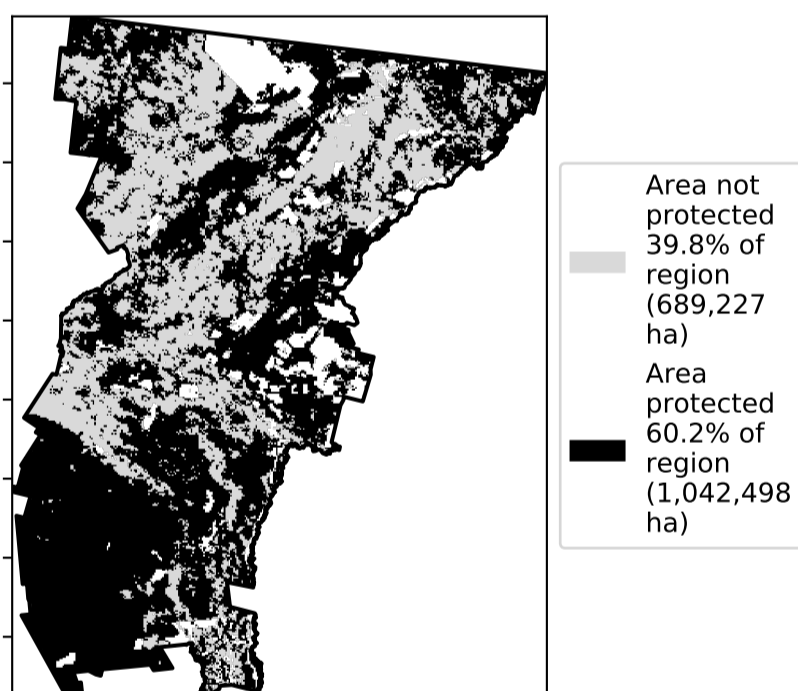 Area not
protected
39.8% of
region
(689,227
ha)
Area
protected
60.2% of
region
(1,042,498
ha)